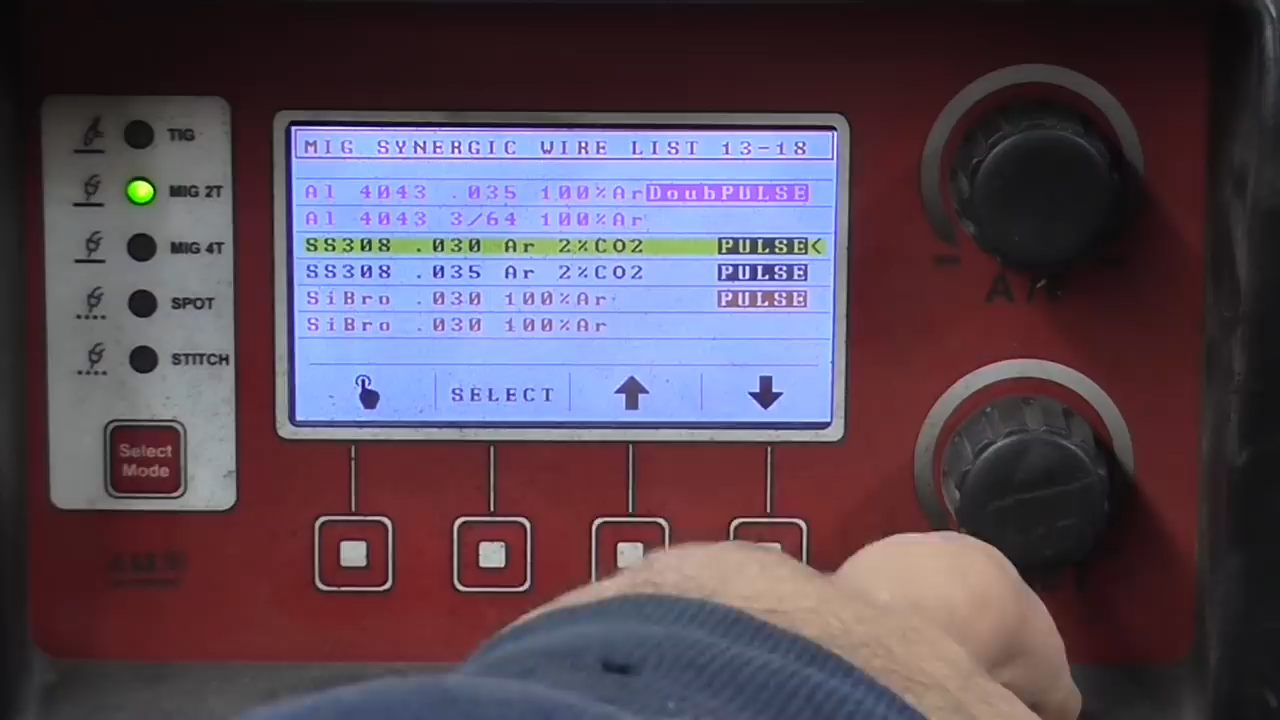 TIG
MIG 2T
MIG 4T
SPOT
STITCH
Select
Mode
MIG SYNERGIC WIRE LIST 13-18
Al 4043 .035 100%Ar DoubPULSE
Al 4043 3/64 100%Ar
SS308 .030 Ar 2%CO2 PULSE<
SS308 .035 Ar 2%CO2 PULSE
SiBro .030 100%Ar PULSE
SiBro .030 100%Ar
SELECT